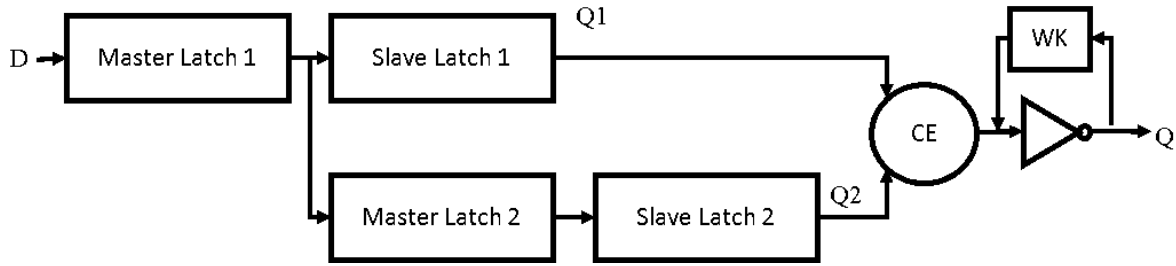 D
Master Latch 1
Slave Latch 1
Q1
WK
CE
Q
Master Latch 2
Slave Latch 2
Q2